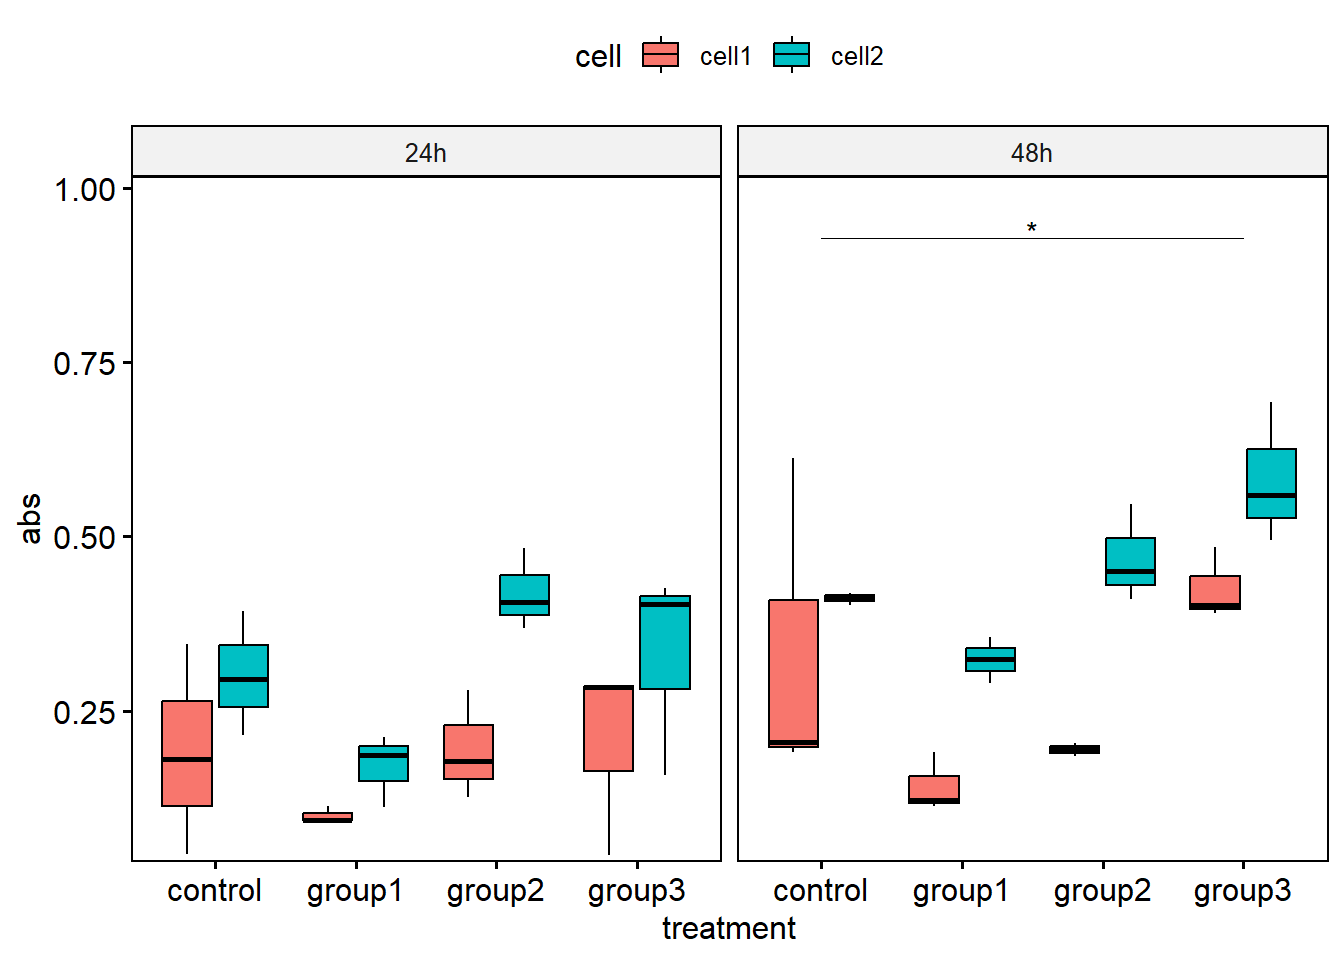 cell cell1 cell2
24h 48h
*
1.00
0.75
0.50
0.25
abs
control group1 group2 group3 control group1 group2 group3
treatment